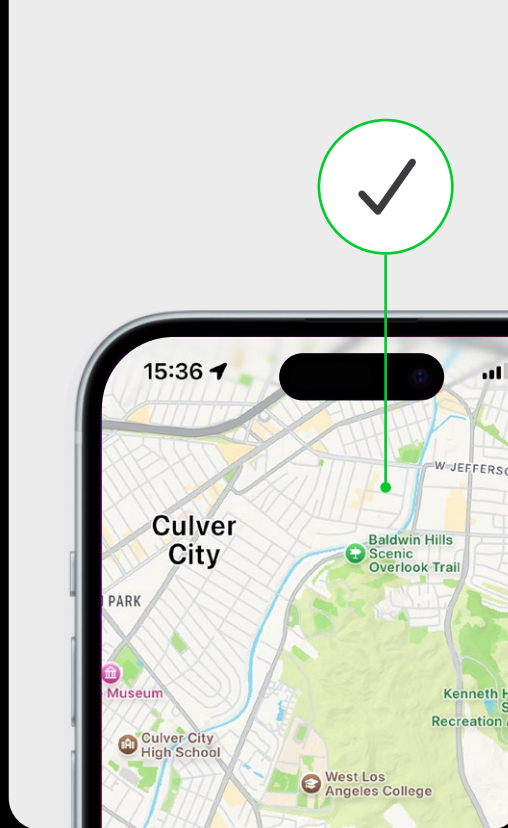 15:36
W JEFFERSO
Culver
City
Baldwin Hills
Scenic
Overlook Trail
PARK
Museum
Kenneth H
S
Recreation
Culver City
High School
West Los
Angeles College